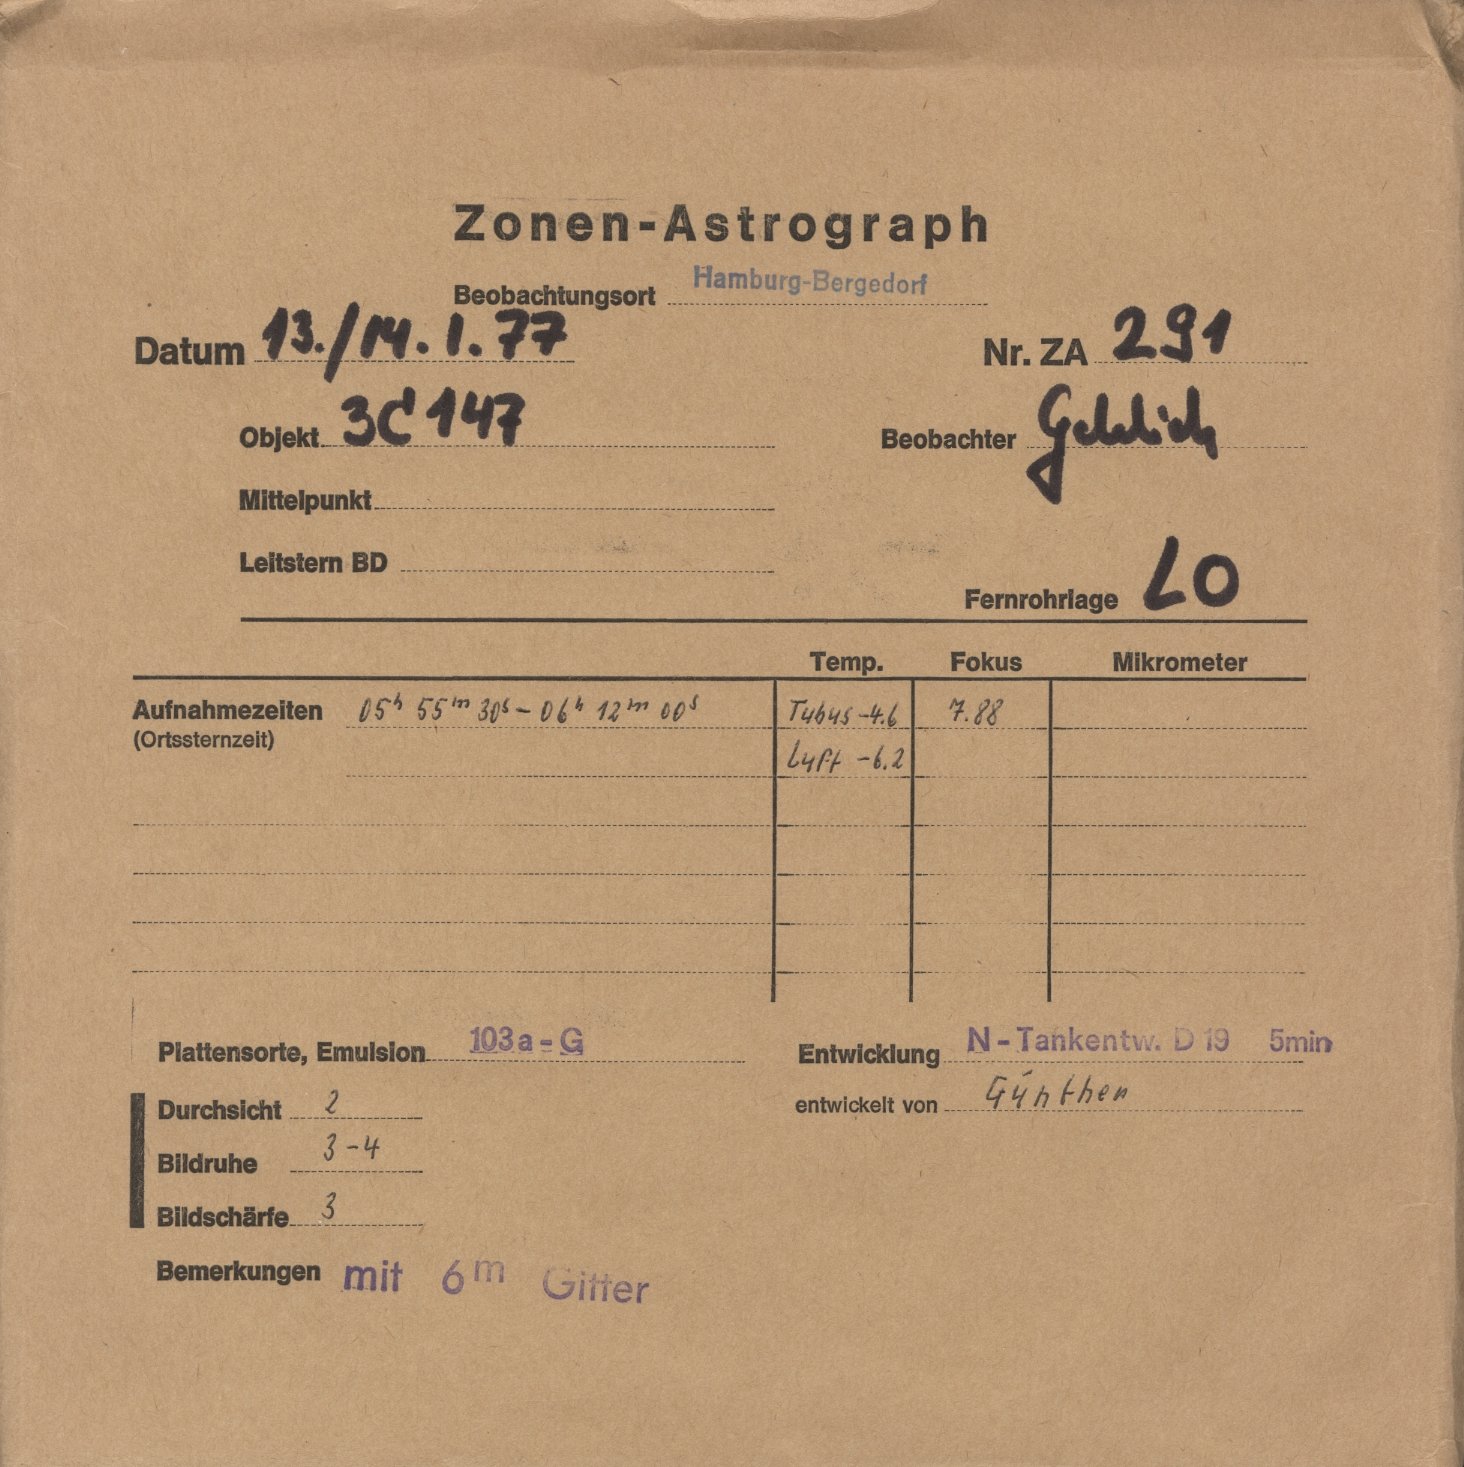 Zonen-Astrograph
Beobachtungsort Hamburg-Bergedorf
Datum 13./14. 1. 77 Nr. ZA 291
Objekt 3C 147 Beobachter
Mittelpunkt
Leitstern BD
Fernrohrlage LO
Temp. Fokus Mikrometer
Aufnahmezeiten 05h 55m 30s – 06h 12m 00s Tubus -4.6 7.88
(Ortssternzeit)
Luft -6.2
Plattensorte, Emulsion 103a-G Entwicklung N-Tankentw. D 19 5min
Durchsicht 2 entwickelt von Günther
Bildruhe 3-4
Bildschärfe 3
Bemerkungen mit 6m Gitter